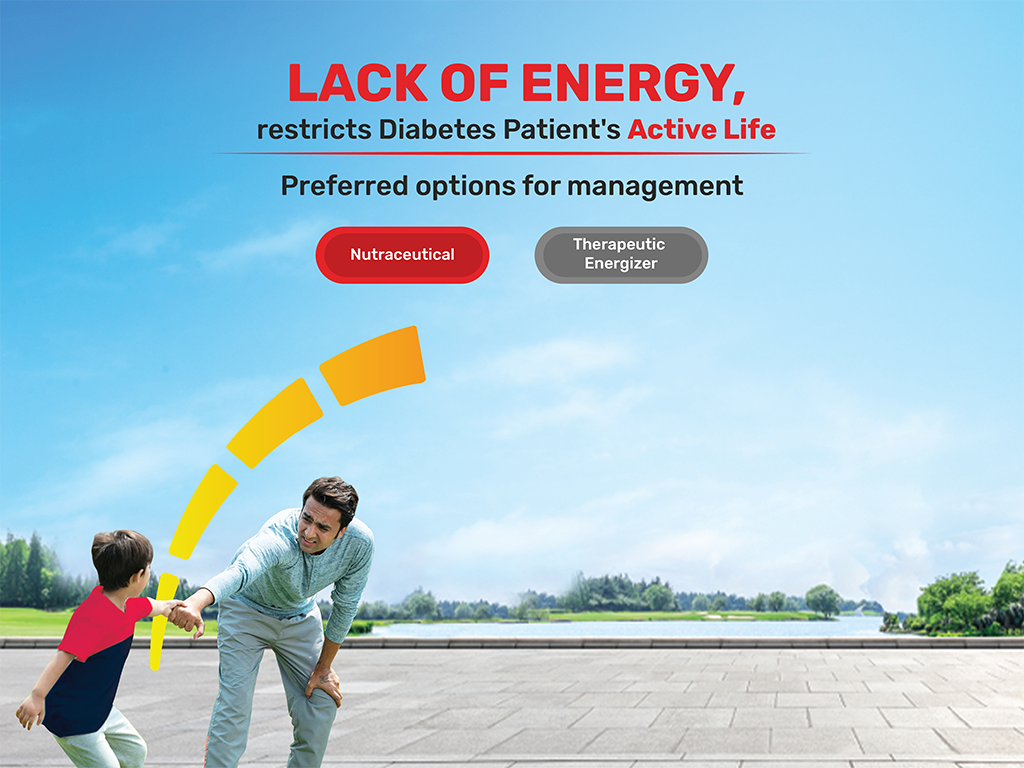 LACK OF ENERGY,
restricts Diabetes Patient's Active Life
Preferred options for management
Nutraceutical
Therapeutic
Energizer